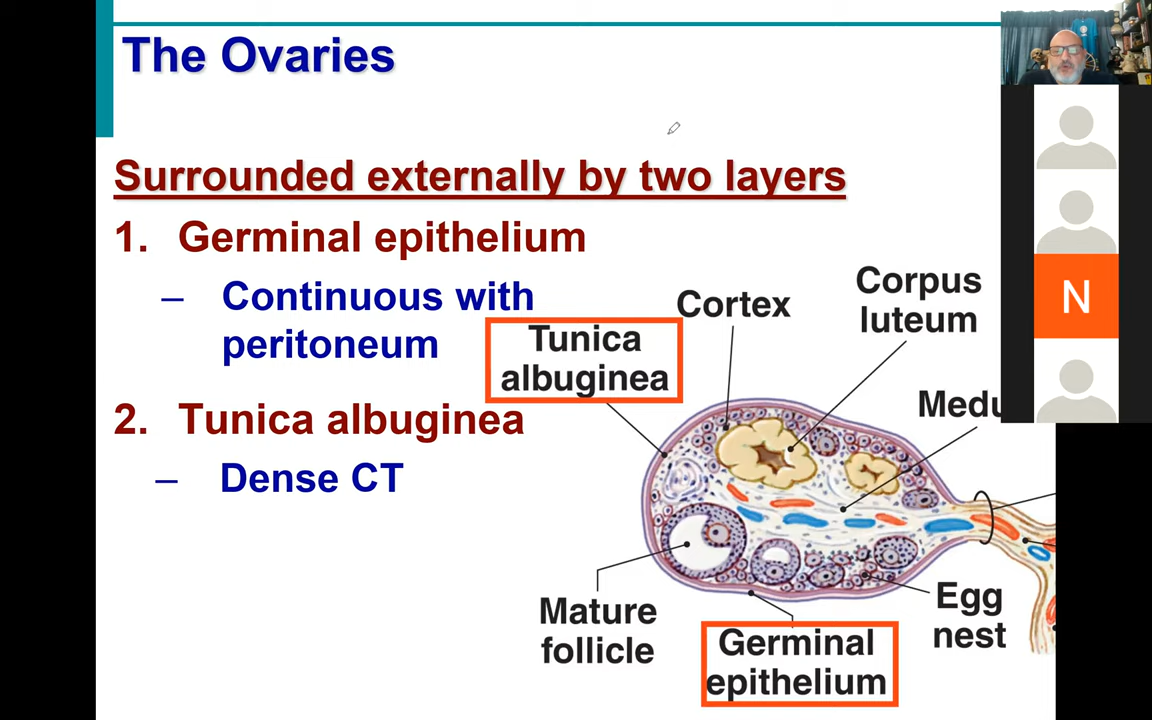 The Ovaries
Surrounded externally by two layers
1. Germinal epithelium
– Continuous with
peritoneum
2. Tunica albuginea
– Dense CT
Cortex
Corpus
luteum
Tunica
albuginea
Mature
follicle
Germinal
epithelium
Egg
nest
N